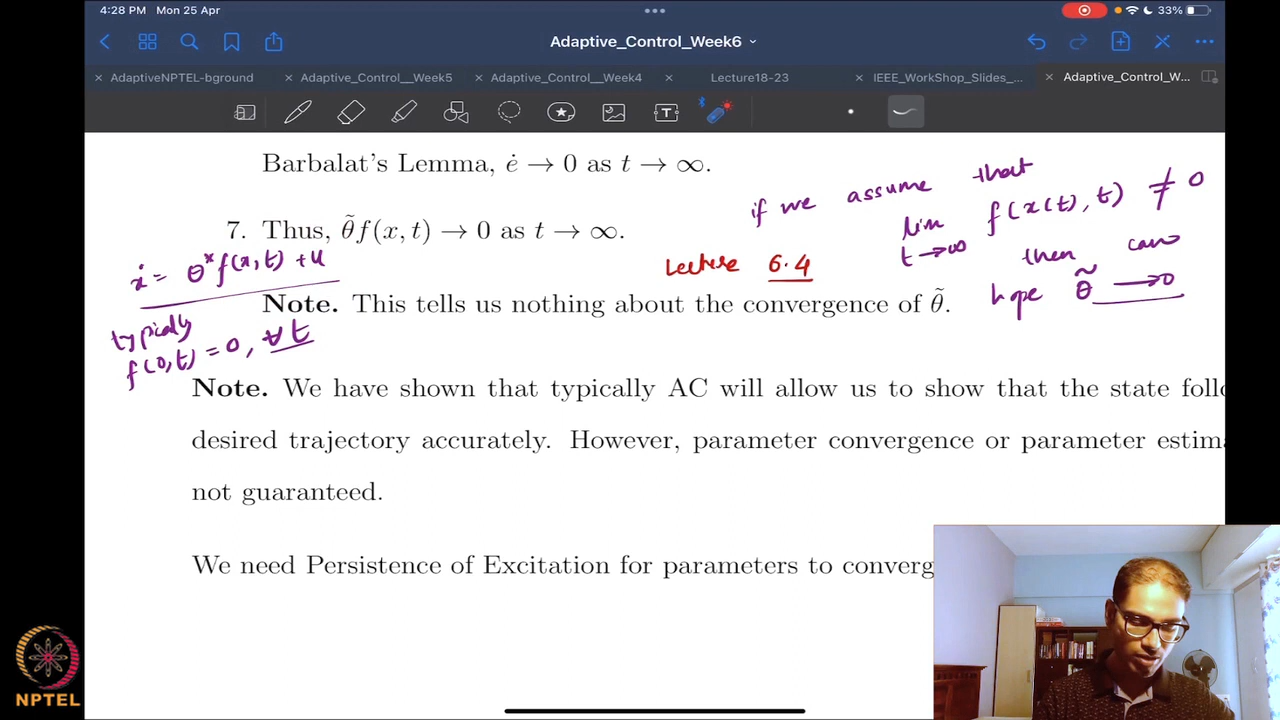 4:28 PM Mon 25 Apr
33%
Adaptive_Control_Week6
AdaptiveNPTEL-bground
Adaptive_Control__Week5
Adaptive_Control__Week4
Lecture18-23
IEEE_WorkShop_Slides_...
Adaptive_Control_W...
Barbalat's Lemma, ė → 0 as t → ∞.
if we assume that
lim t→∞ f(x(t), t) ≠ 0
7. Thus, θ̃f(x, t) → 0 as t → ∞.
then can
hope θ̃ → 0
Lecture 6.4
ẋ = θ* f(x,t) + u
Note. This tells us nothing about the convergence of θ̃.
typically
f(0,t) = 0, ∀ t
Note. We have shown that typically AC will allow us to show that the state follo
desired trajectory accurately. However, parameter convergence or parameter estima
not guaranteed.
We need Persistence of Excitation for parameters to converg
NPTEL